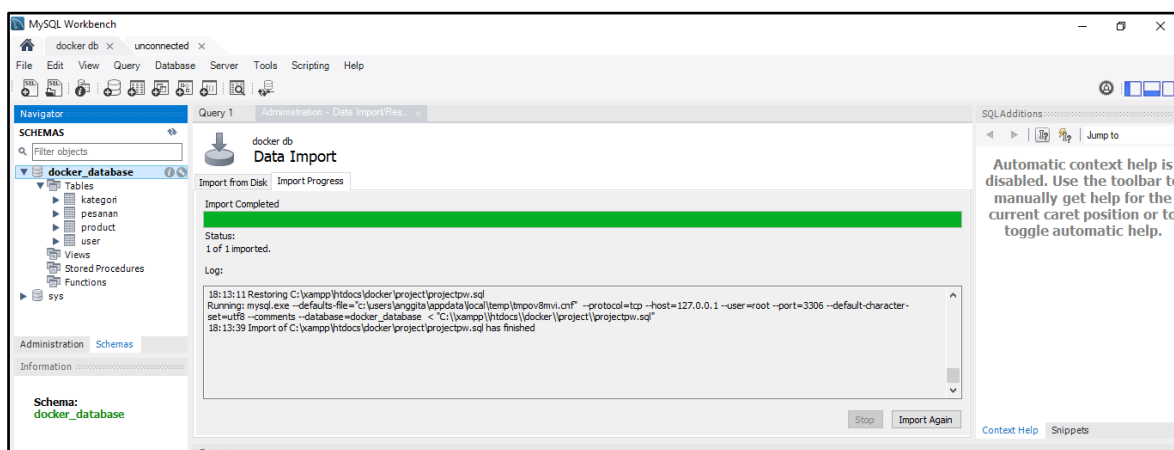 MySQL Workbench
docker db
unconnected
File Edit View Query Database Server Tools Scripting Help
Navigator
SCHEMAS
Filter objects
docker_database
Tables
kategori
pesanan
product
user
Views
Stored Procedures
Functions
sys
Administration Schemas
Information
Schema:
docker_database
Query 1
Administration - Data Import/Res...
docker db
Data Import
Import from Disk Import Progress
Import Completed
Status:
1 of 1 imported.
Log:
18:13:11 Restoring C:\xampp\htdocs\docker\project\projectpw.sql
Running: mysql.exe --defaults-file="c:\users\anggita\appdata\local\temp\tmpov8mvi.cnf" --protocol=tcp --host=127.0.0.1 --user=root --port=3306 --default-character-
set=utf8 --comments --database=docker_database < "C:\\xampp\\htdocs\\docker\\project\\projectpw.sql"
18:13:39 Import of C:\xampp\htdocs\docker\project\projectpw.sql has finished
Stop Import Again
SQLAdditions
Jump to
Automatic context help is
disabled. Use the toolbar to
manually get help for the
current caret position or to
toggle automatic help.
Context Help Snippets